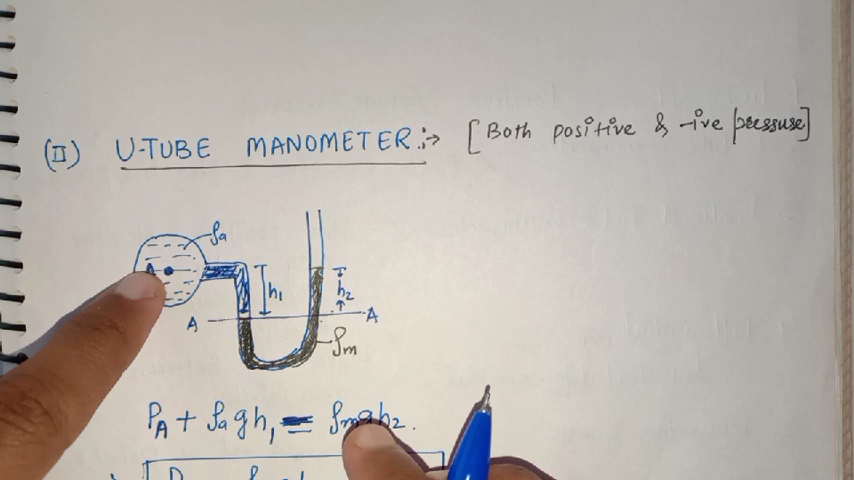 (II) U-TUBE MANOMETER :→ [Both positive & -ive pressure]
ρa
A
h1
h2
A
A
ρm
PA + ρa g h1 = ρm g h2.